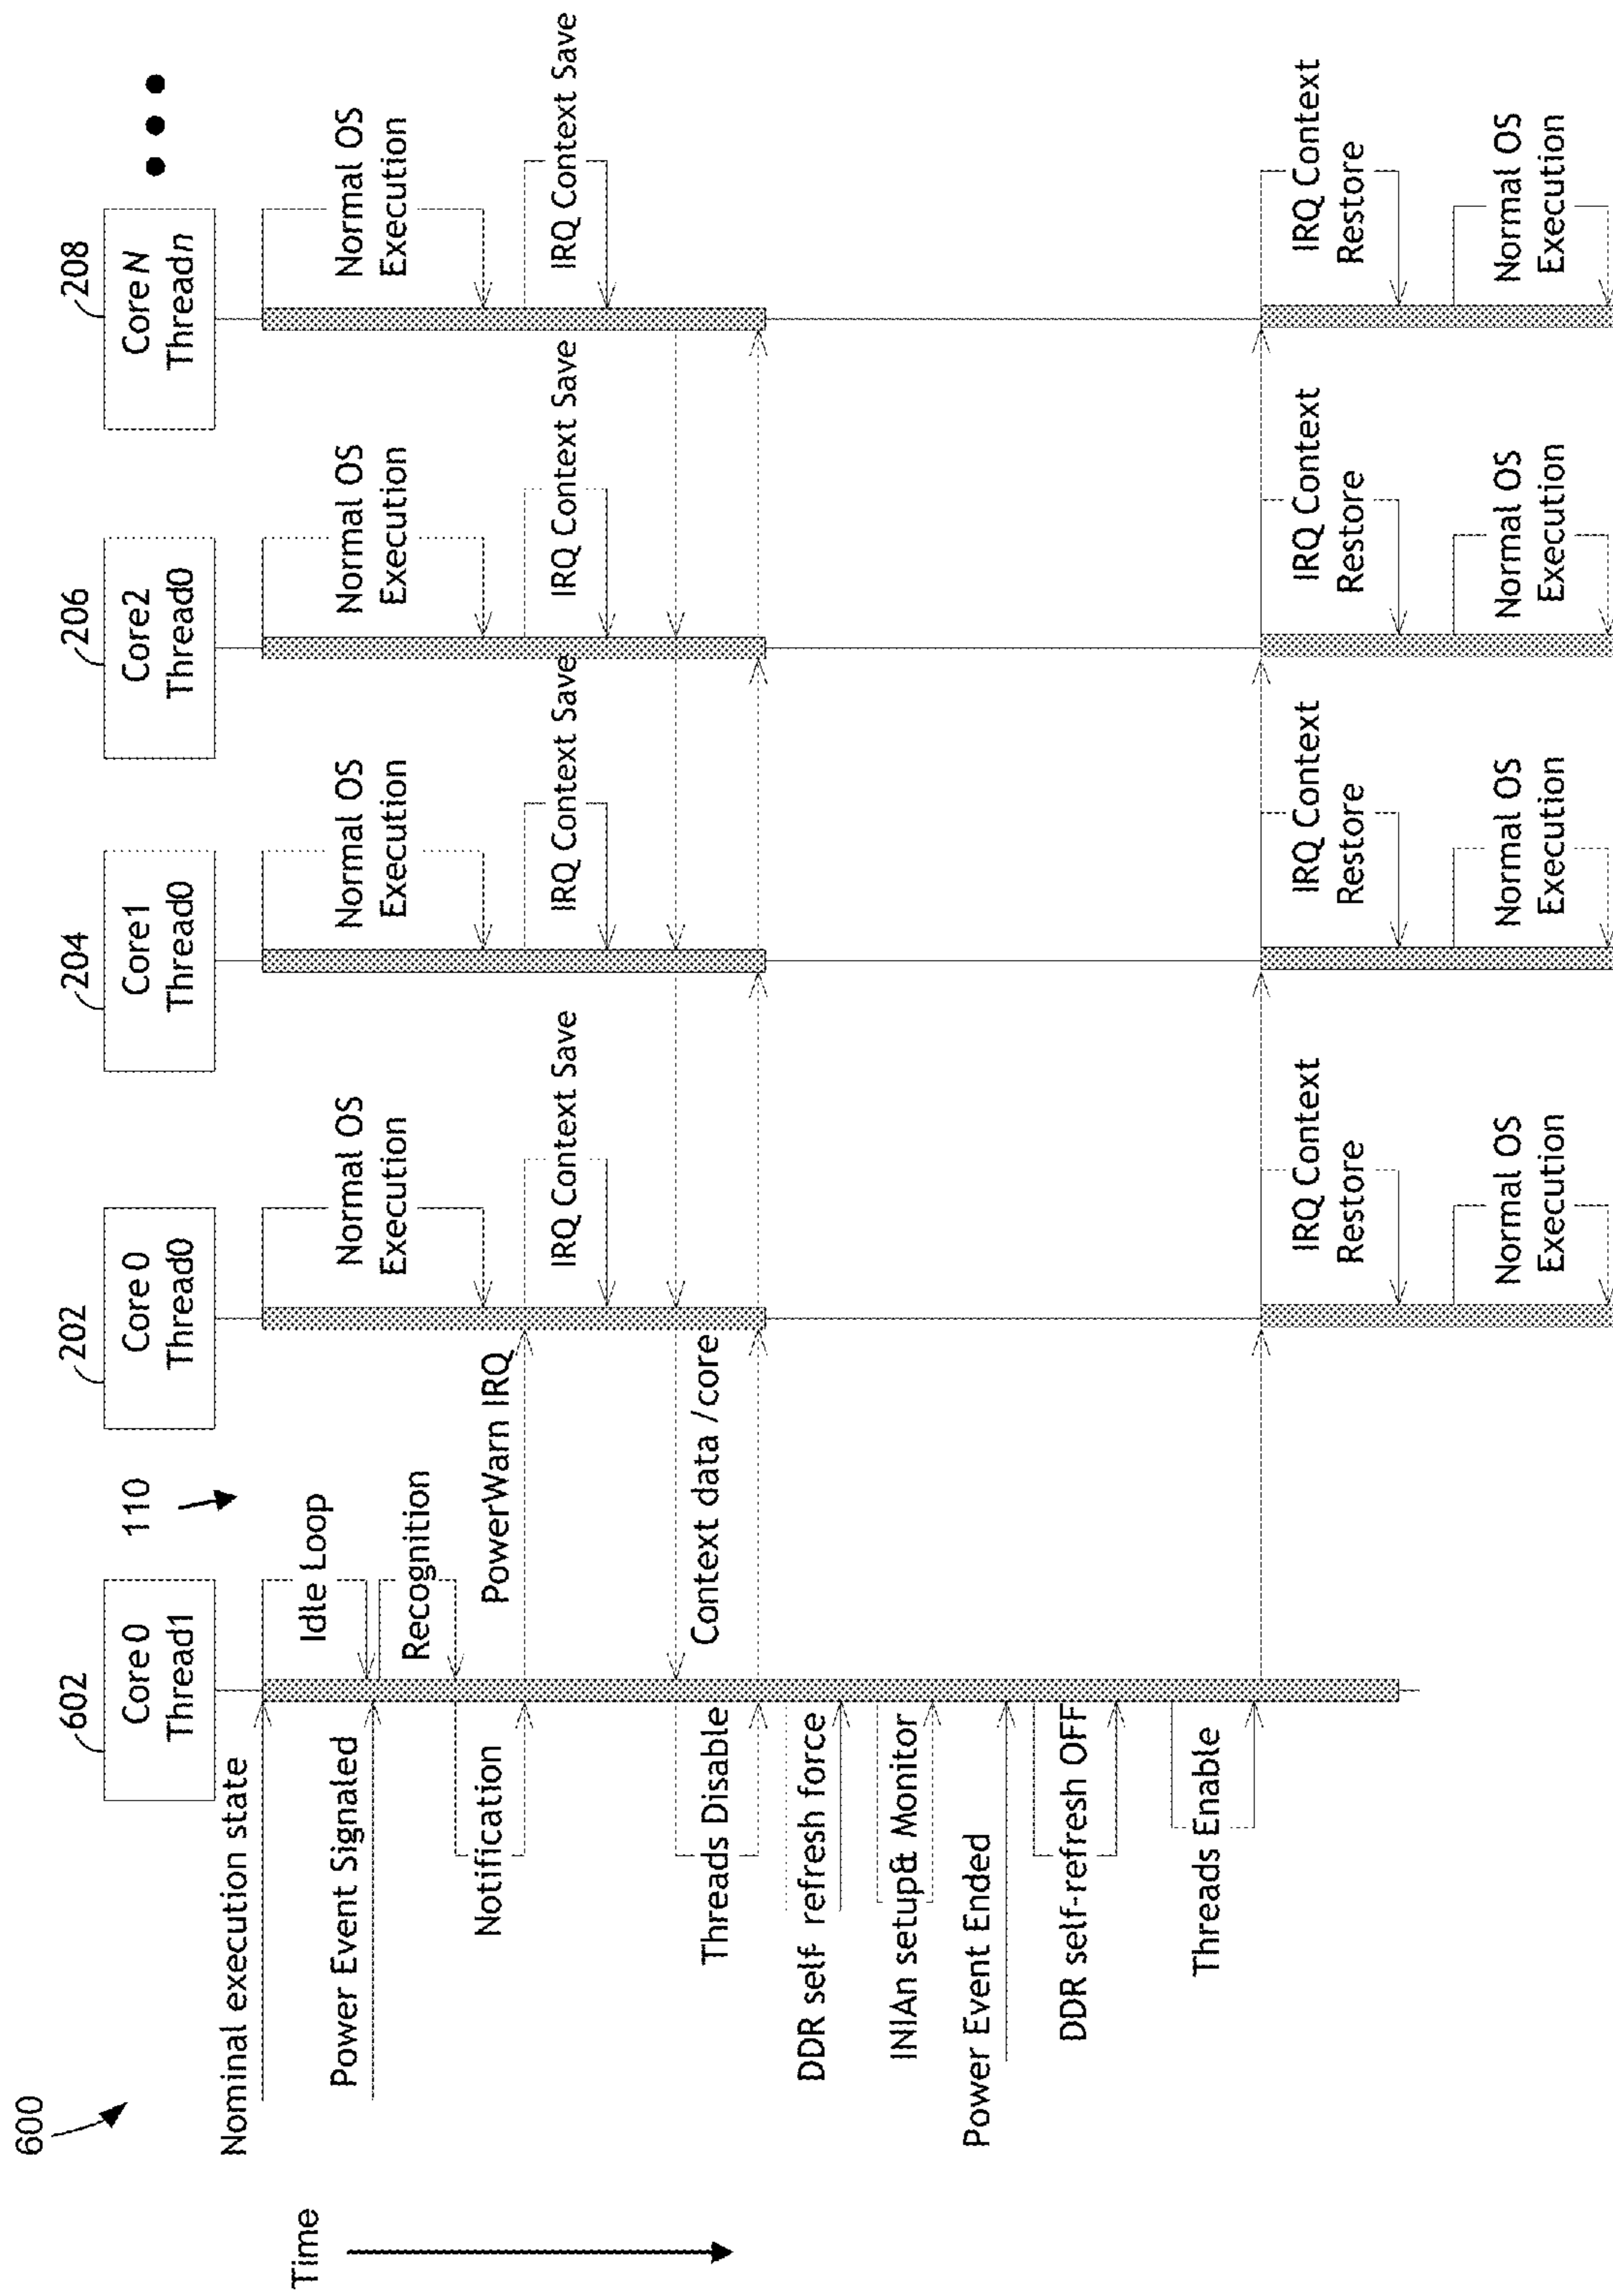 600
Time
602
Core 0
Thread1
110
202
Core 0
Thread0
204
Core1
Thread0
206
Core2
Thread0
208
Core N
Thread n
Nominal execution state
Idle Loop
Normal OS
Execution
Normal OS
Execution
Normal OS
Execution
Normal OS
Execution
Power Event Signaled
Recognition
Notification
PowerWarn IRQ
IRQ Context Save
IRQ Context Save
IRQ Context Save
IRQ Context Save
Context data /core
Threads Disable
DDR self- refresh force
INIAn setup& Monitor
Power Event Ended
DDR self-refresh OFF
Threads Enable
IRQ Context
Restore
IRQ Context
Restore
IRQ Context
Restore
IRQ Context
Restore
Normal OS
Execution
Normal OS
Execution
Normal OS
Execution
Normal OS
Execution